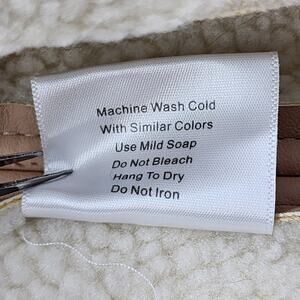 Machine Wash Cold
With Similar Colors
Use Mild Soap
Do Not Bleach
Hang To Dry
Do Not Iron